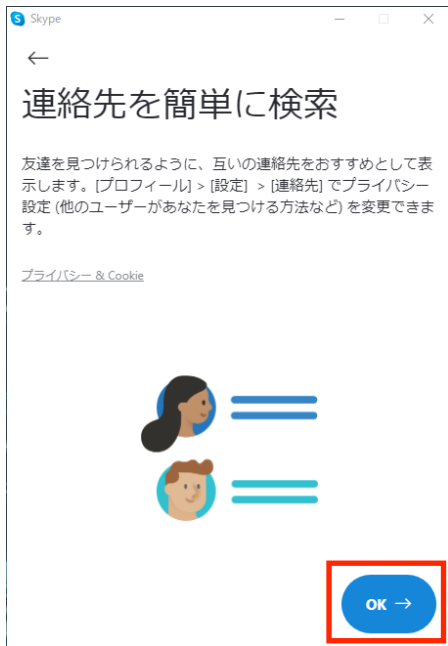 Skype
連絡先を簡単に検索
友達を見つけられるように、互いの連絡先をおすすめとして表
示します。[プロフィール] > [設定] > [連絡先] でプライバシー
設定 (他のユーザーがあなたを見つける方法など) を変更できま
す。
プライバシー & Cookie
OK →